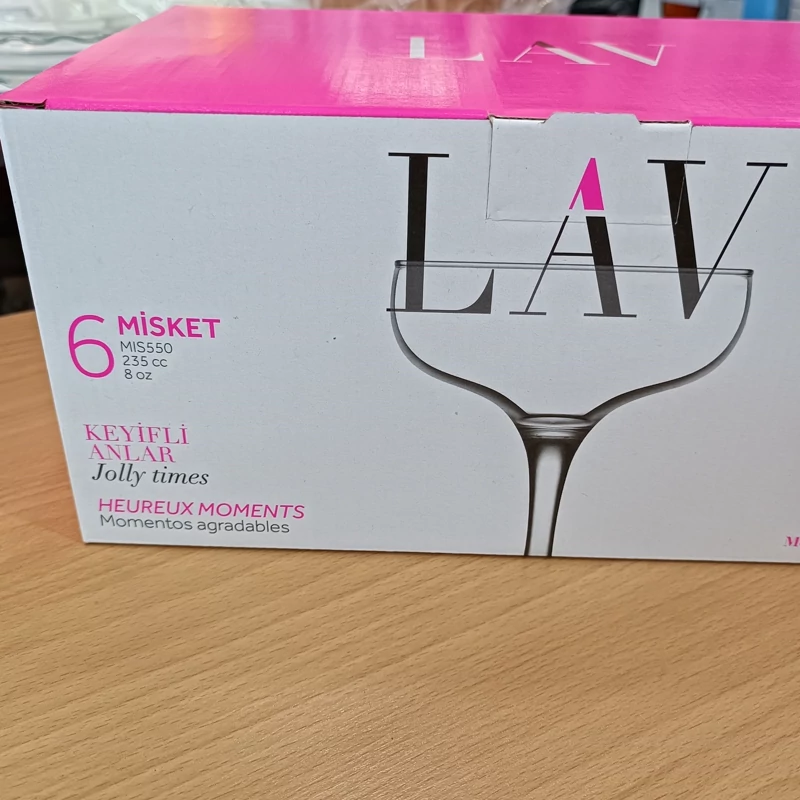 LAV
LAV
6 MİSKET
MIS550
235 cc
8 oz
KEYİFLİ
ANLAR
Jolly times
HEUREUX MOMENTS
Momentos agradables